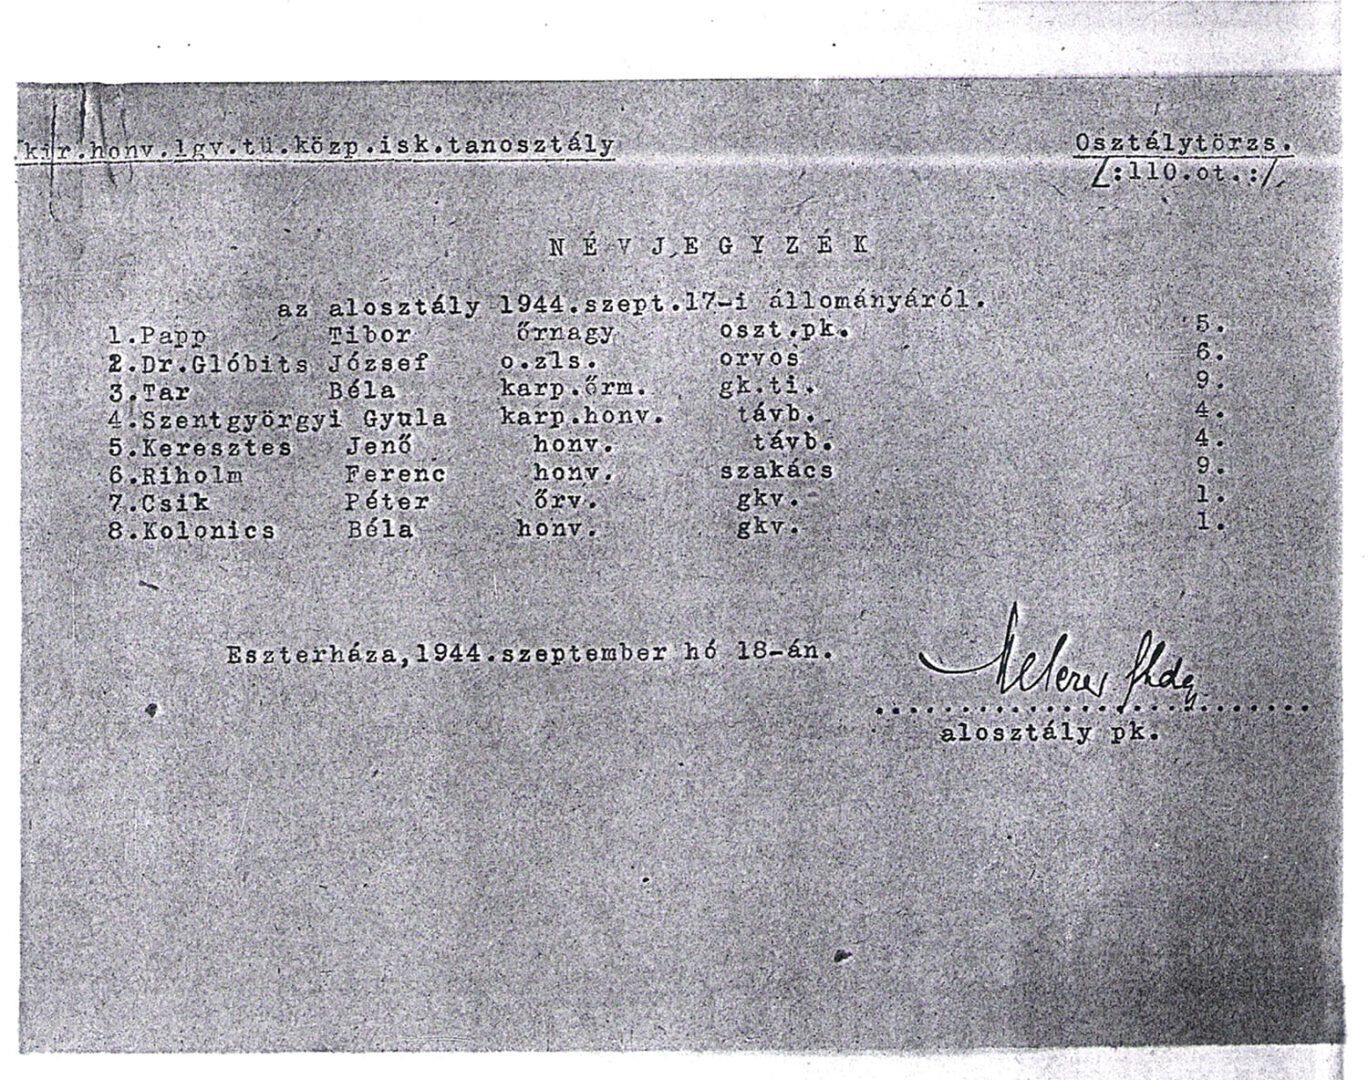 kir.honv.lgv.tü.közp.isk.tanosztály Osztálytörzs.
/:110.ot.:/
NÉVJEGYZÉK
az alosztály 1944.szept.17-i állományáról.
1.Papp Tibor őrnagy oszt.pk. 5.
2.Dr.Glóbits József o.zls. orvos 6.
3.Tar Béla karp.őrm. gk.ti. 9.
4.Szentgyörgyi Gyula karp.honv. távb. 4.
5.Keresztes Jenő honv. távb. 4.
6.Riholm Ferenc honv. szakács 9.
7.Csik Péter őrv. gkv. 1.
8.Kolonics Béla honv. gkv. 1.
Eszterháza,1944.szeptember hó 18-án.
..........................
alosztály pk.